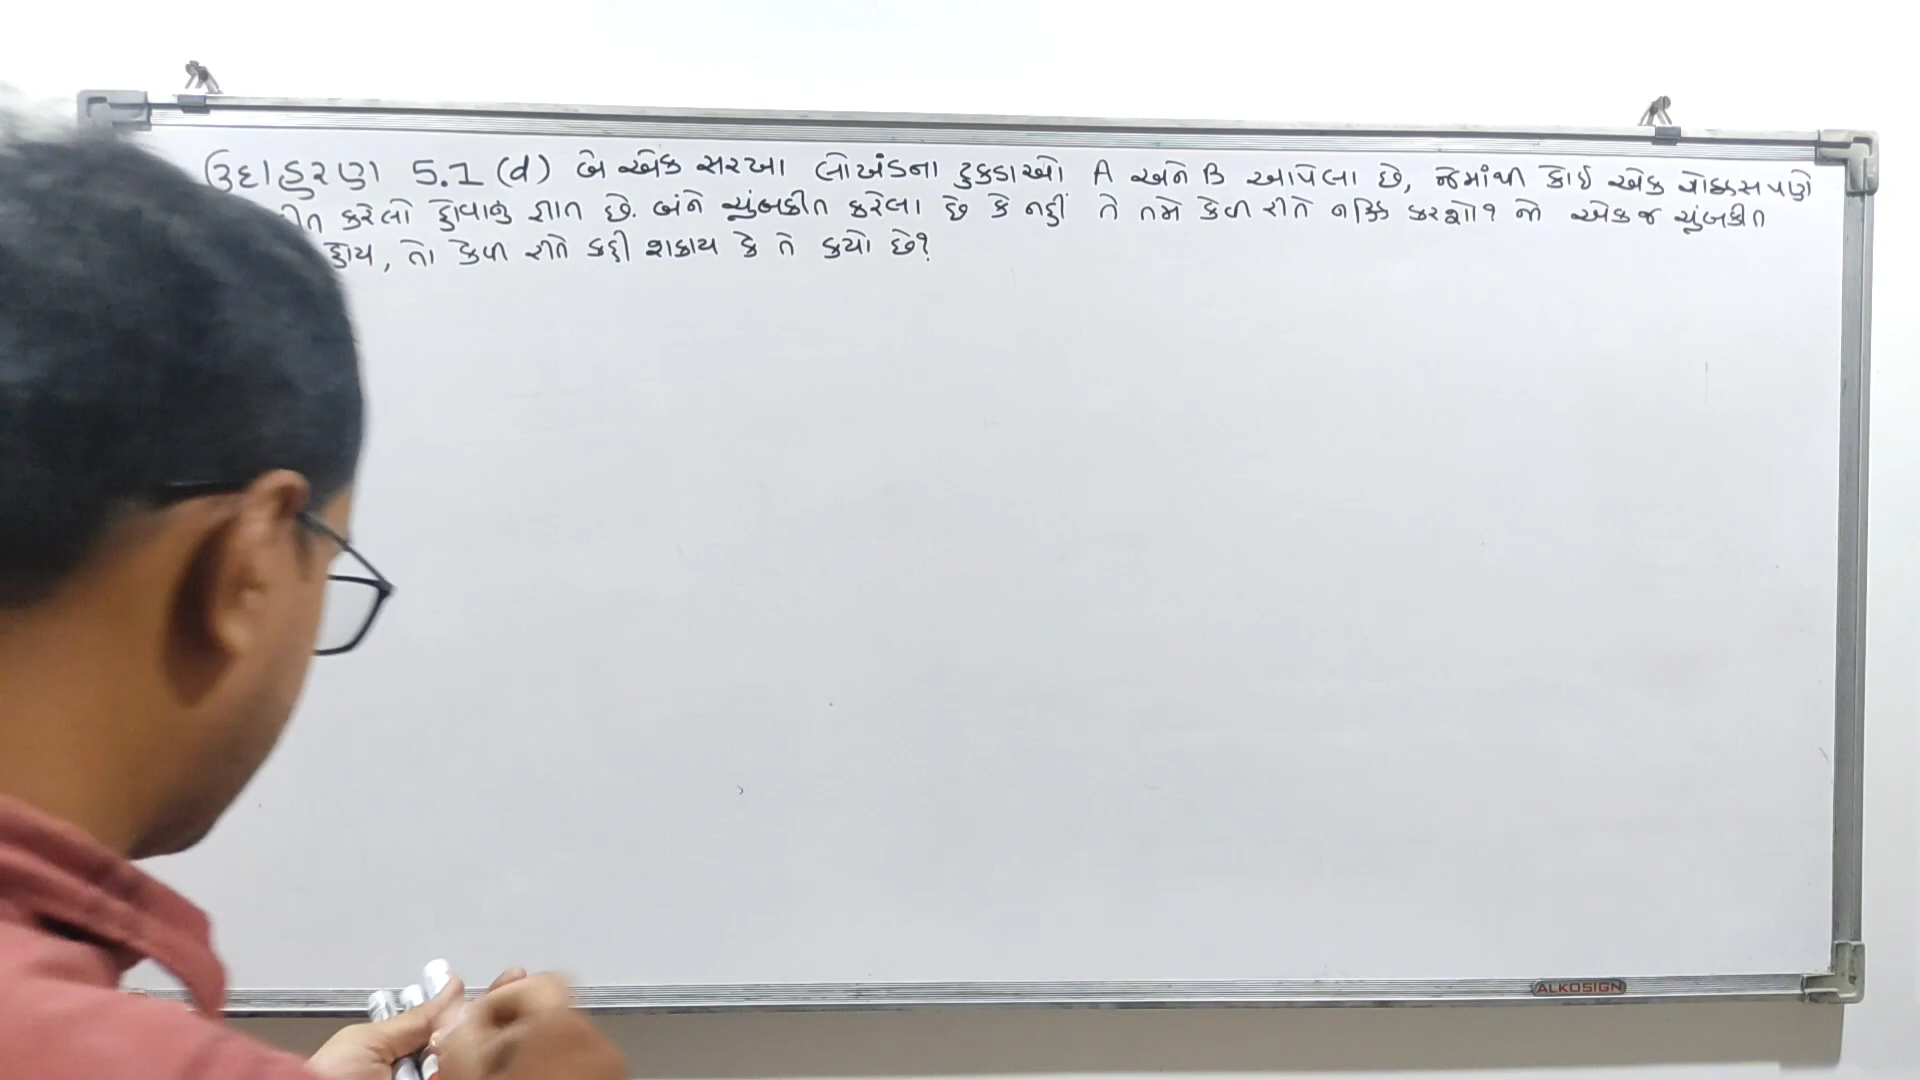 ઉદાહરણ 5.1 (d) બે એક સરખા લોખંડના ટુકડાઓ A અને B આપેલા છે, જેમાંથી કોઈ એક ચોક્કસપણે
કરેલો હોવાનું જ્ઞાત છે. બંને ચુંબકીત કરેલા છે કે નહીં તે તમે કેવી રીતે નક્કિ કરશો? જો એક જ ચુંબકીત
હોય, તો કેવી રીતે કહી શકાય કે તે કયો છે?
ALKOSIGN